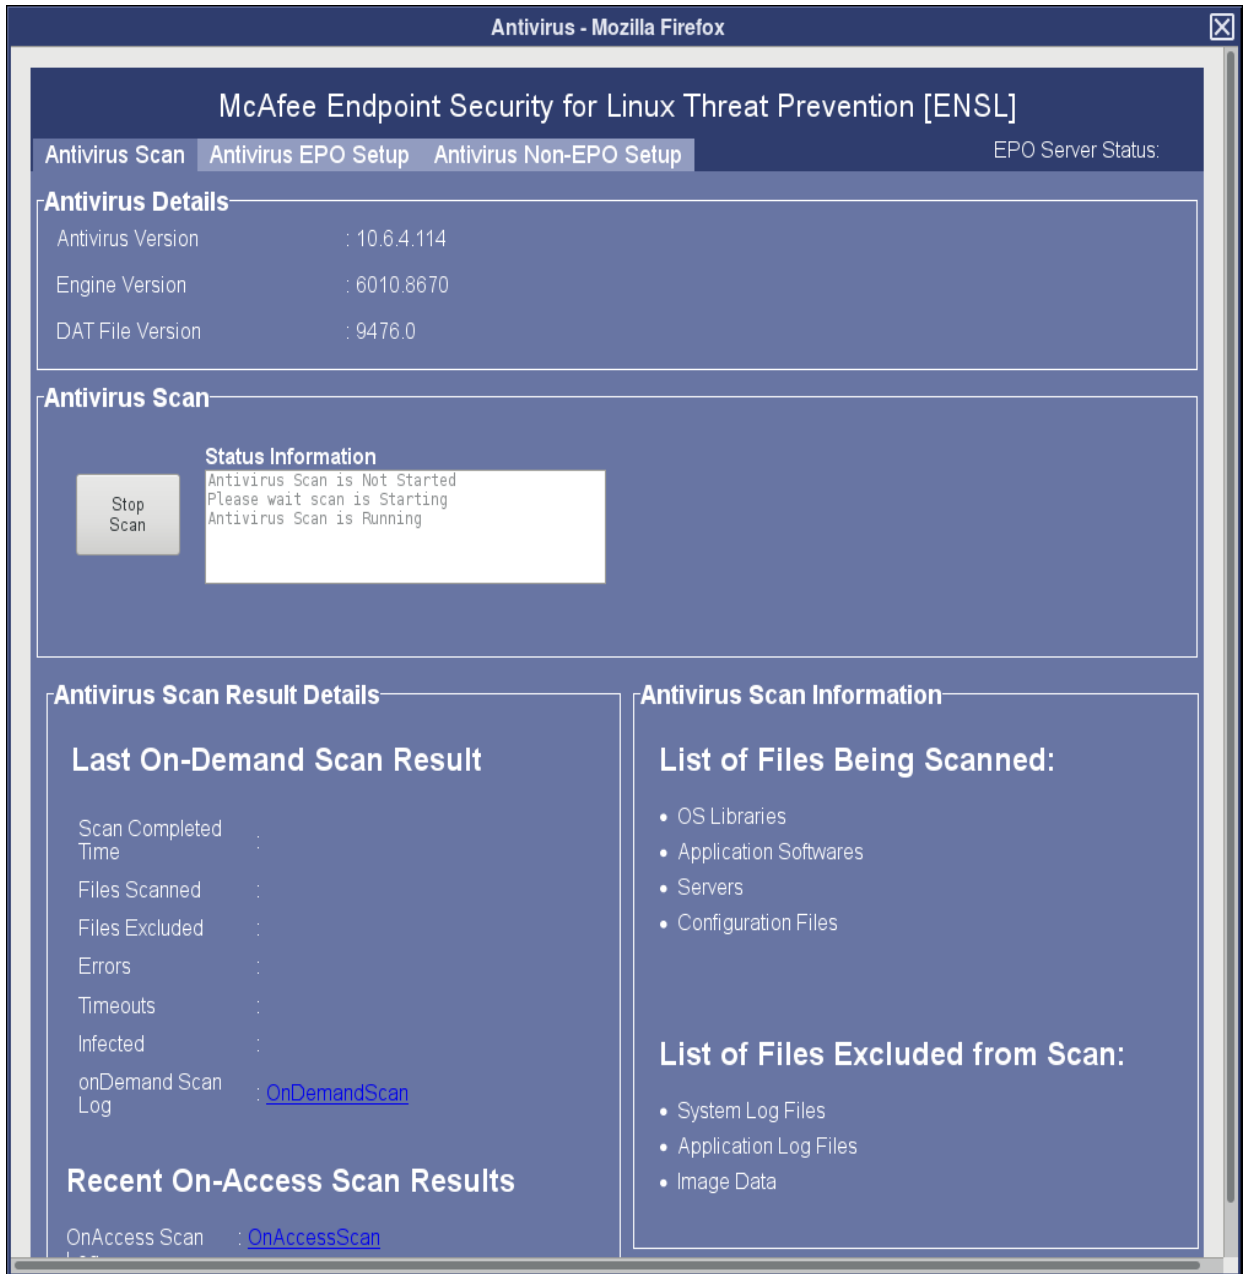 Antivirus - Mozilla Firefox
McAfee Endpoint Security for Linux Threat Prevention [ENSL]
Antivirus Scan Antivirus EPO Setup Antivirus Non-EPO Setup EPO Server Status:
Antivirus Details
Antivirus Version : 10.6.4.114
Engine Version : 6010.8670
DAT File Version : 9476.0
Antivirus Scan
Stop
Scan
Status Information
Antivirus Scan is Not Started
Please wait scan is Starting
Antivirus Scan is Running
Antivirus Scan Result Details
Last On-Demand Scan Result
Scan Completed
Time :
Files Scanned :
Files Excluded :
Errors :
Timeouts :
Infected :
onDemand Scan
Log : OnDemandScan
Recent On-Access Scan Results
OnAccess Scan : OnAccessScan
Antivirus Scan Information
List of Files Being Scanned:
• OS Libraries
• Application Softwares
• Servers
• Configuration Files
List of Files Excluded from Scan:
• System Log Files
• Application Log Files
• Image Data